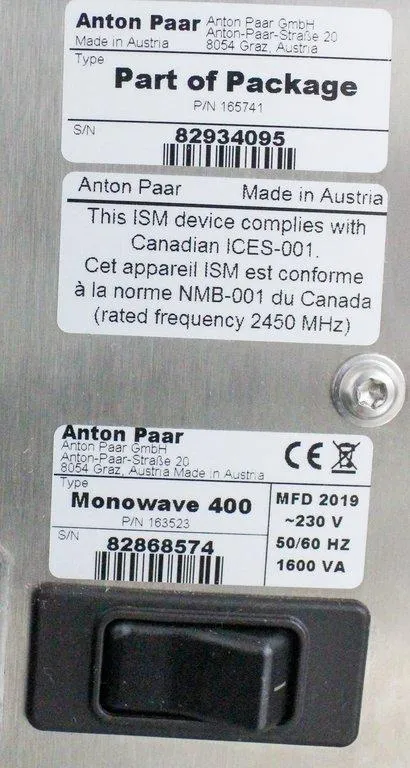 Anton Paar Anton Paar GmbH
Anton-Paar-Straße 20
Made in Austria 8054 Graz, Austria
Type
Part of Package
P/N 165741
S/N
82934095
Anton Paar Made in Austria
This ISM device complies with
Canadian ICES-001.
Cet appareil ISM est conforme
à la norme NMB-001 du Canada
(rated frequency 2450 MHz)
Anton Paar
Anton Paar GmbH
Anton-Paar-Straße 20
8054 Graz, Austria Made in Austria
CE
Type
Monowave 400
P/N 163523
S/N
82868574
MFD 2019
~230 V
50/60 HZ
1600 VA